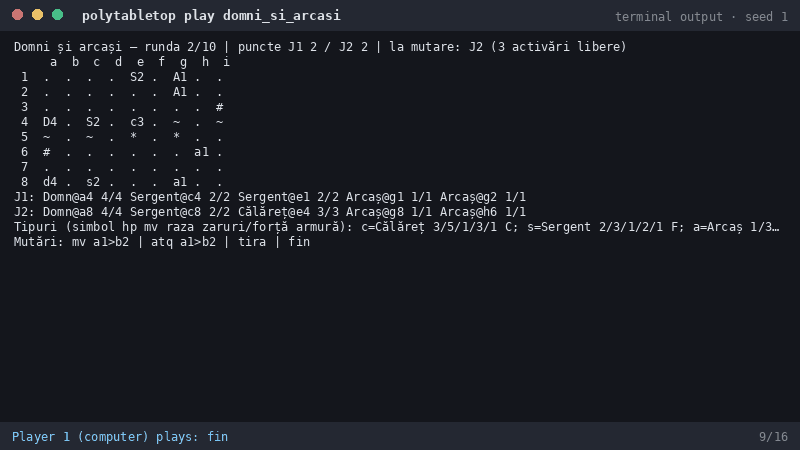 polytabletop play domni_si_arcasi
terminal output · seed 1
Domni și arcași — runda 2/10 | puncte J1 2 / J2 2 | la mutare: J2 (3 activări libere)
a b c d e f g h i
1 . . . . S2 . A1 . .
2 . . . . . . A1 . .
3 . . . . . . . . #
4 D4 . S2 . c3 . ~ . ~
5 ~ . ~ . * . * . .
6 # . . . . . . a1 .
7 . . . . . . . . .
8 d4 . s2 . . . a1 . .
J1: Domn@a4 4/4 Sergent@c4 2/2 Sergent@e1 2/2 Arcaș@g1 1/1 Arcaș@g2 1/1
J2: Domn@a8 4/4 Sergent@c8 2/2 Călăreț@e4 3/3 Arcaș@g8 1/1 Arcaș@h6 1/1
Tipuri (simbol hp mv raza zaruri/forță armură): c=Călăreț 3/5/1/3/1 C; s=Sergent 2/3/1/2/1 F; a=Arcaș 1/3…
Mutări: mv a1>b2 | atq a1>b2 | tira | fin
Player 1 (computer) plays: fin
9/16